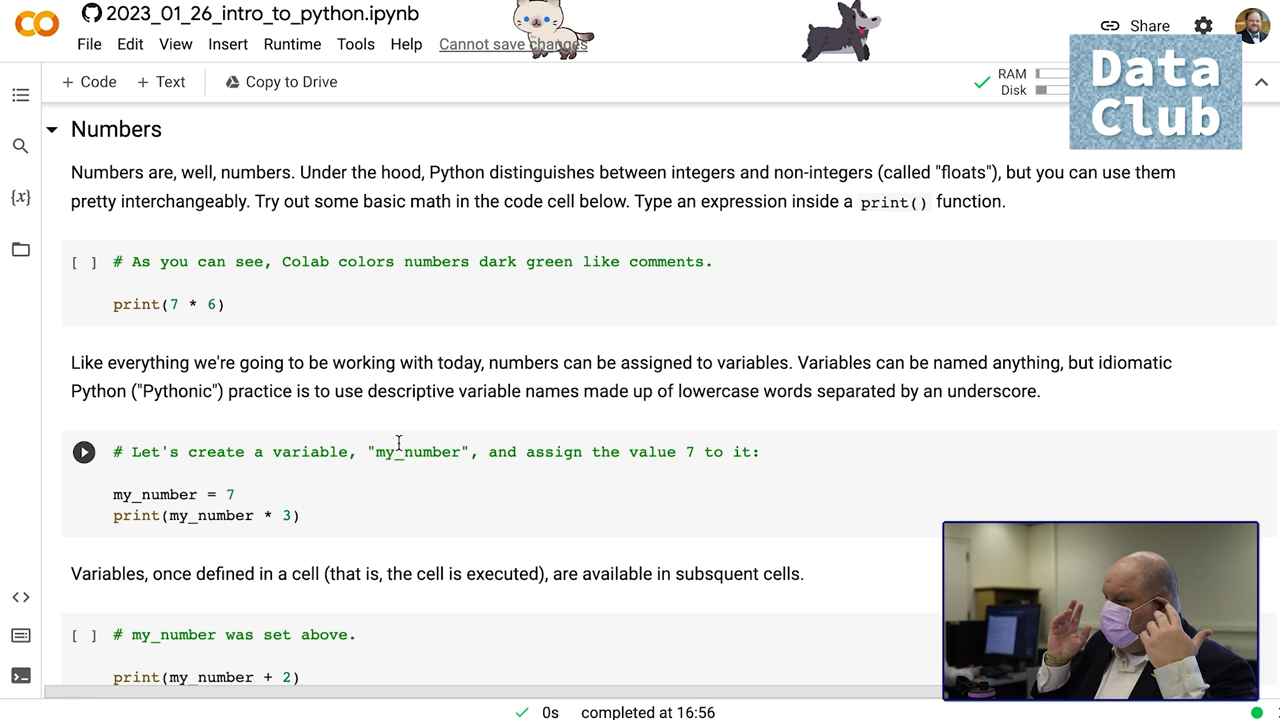 2023_01_26_intro_to_python.ipynb
File Edit View Insert Runtime Tools Help Cannot save changes
Share
+ Code + Text Copy to Drive
RAM
Disk
Data
Club
Numbers
Numbers are, well, numbers. Under the hood, Python distinguishes between integers and non-integers (called "floats"), but you can use them
pretty interchangeably. Try out some basic math in the code cell below. Type an expression inside a print() function.
[ ] # As you can see, Colab colors numbers dark green like comments.
print(7 * 6)
Like everything we're going to be working with today, numbers can be assigned to variables. Variables can be named anything, but idiomatic
Python ("Pythonic") practice is to use descriptive variable names made up of lowercase words separated by an underscore.
# Let's create a variable, "my_number", and assign the value 7 to it:
my_number = 7
print(my_number * 3)
Variables, once defined in a cell (that is, the cell is executed), are available in subsquent cells.
[ ] # my_number was set above.
print(my_number + 2)
0s completed at 16:56